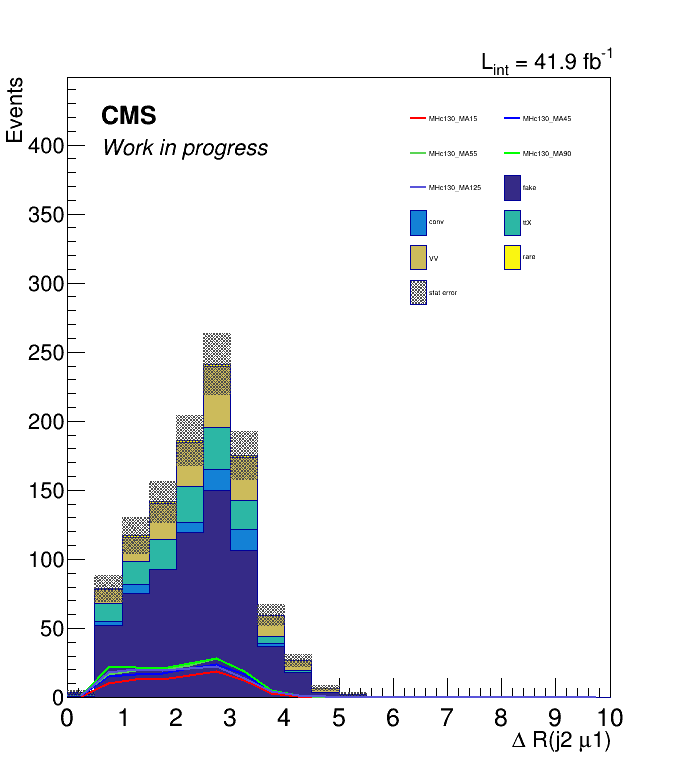 L_int = 41.9 fb^-1
Events
CMS
Work in progress
MHc130_MA15 MHc130_MA45
MHc130_MA55 MHc130_MA90
MHc130_MA125 fake
conv ttX
VV rare
stat error
400
350
300
250
200
150
100
50
0
0 1 2 3 4 5 6 7 8 9 10
Δ R(j2 μ1)